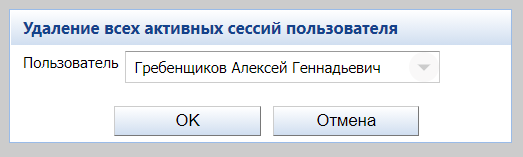 Удаление всех активных сессий пользователя
Пользователь Гребенщиков Алексей Геннадьевич
OK Отмена